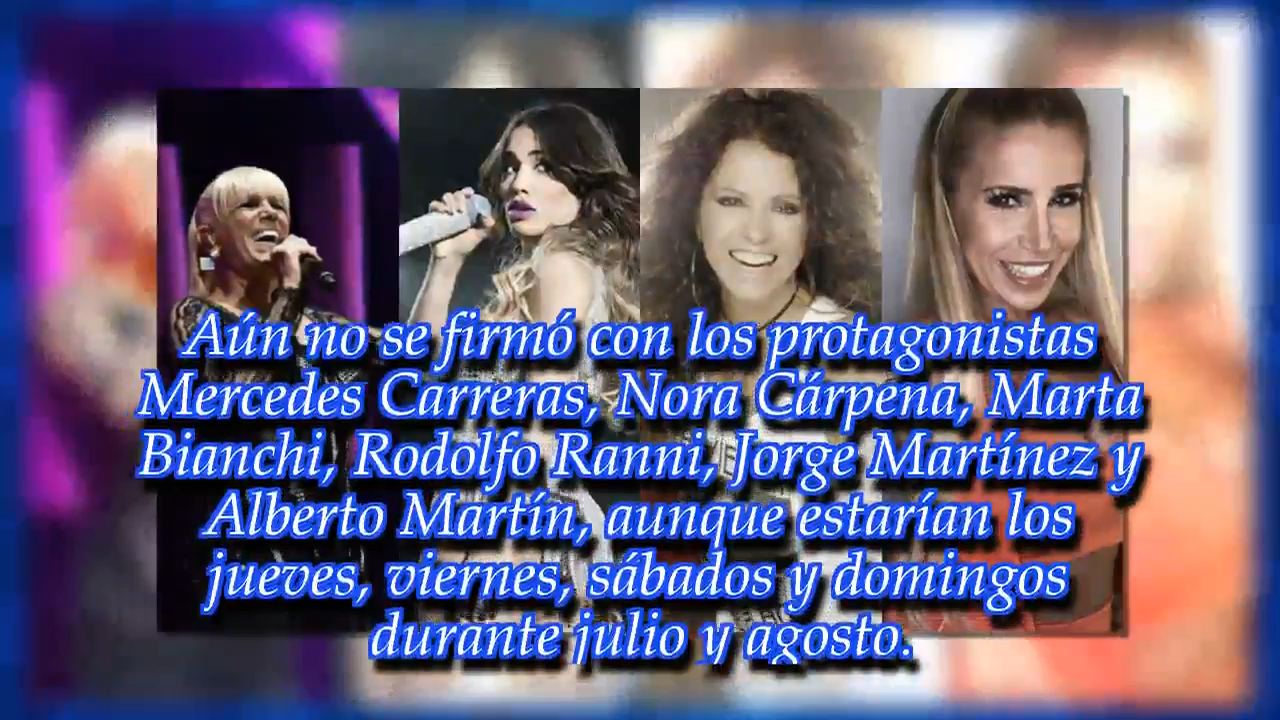 Aún no se firmó con los protagonistas
Mercedes Carreras, Nora Cárpena, Marta
Bianchi, Rodolfo Ranni, Jorge Martínez y
Alberto Martín, aunque estarían los
jueves, viernes, sábados y domingos
durante julio y agosto.